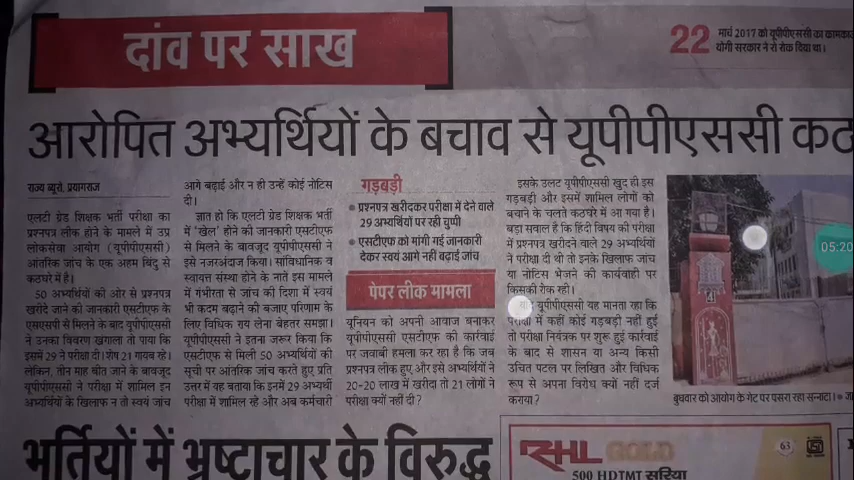 दांव पर साख
22
मार्च 2017 को यूपीपीएससी का कामकाज
योगी सरकार ने रोक दिया था।
आरोपित अभ्यर्थियों के बचाव से यूपीपीएससी कठ
राज्य ब्यूरो, प्रयागराज
एलटी ग्रेड शिक्षक भर्ती परीक्षा का
प्रश्नपत्र लीक होने के मामले में उप्र
लोकसेवा आयोग (यूपीपीएससी)
आंतरिक जांच के एक अहम बिंदु से
कठघरे में है।
50 अभ्यर्थियों की ओर से प्रश्नपत्र
खरीदे जाने की जानकारी एसटीएफ के
एसएसपी से मिलने के बाद यूपीपीएससी
ने उनका विवरण खंगाला तो पाया कि
इसमें 29 ने परीक्षा दी। शेष 21 गायब रहे।
लेकिन, तीन माह बीत जाने के बावजूद
यूपीपीएससी ने परीक्षा में शामिल इन
अभ्यर्थियों के खिलाफ न तो स्वयं जांच
आगे बढ़ाई और न ही उन्हें कोई नोटिस
दी।
ज्ञात हो कि एलटी ग्रेड शिक्षक भर्ती
में 'खेल' होने की जानकारी एसटीएफ
से मिलने के बावजूद यूपीपीएससी ने
इसे नजरअंदाज किया। सांविधानिक व
स्वायत्त संस्था होने के नाते इस मामले
में गंभीरता से जांच की दिशा में स्वयं
भी कदम बढ़ाने की बजाए परिणाम के
लिए विधिक राय लेना बेहतर समझा।
यूपीपीएससी ने इतना जरूर किया कि
एसटीएफ से मिली 50 अभ्यर्थियों की
सूची पर आंतरिक जांच करते हुए प्रति
उत्तर में यह बताया कि इनमें 29 अभ्यर्थी
परीक्षा में शामिल रहे और अब कर्मचारी
गड़बड़ी
प्रश्नपत्र खरीदकर परीक्षा में देने वाले
29 अभ्यर्थियों पर रही चुप्पी
एसटीएफ को मांगी गई जानकारी
देकर स्वयं आगे नहीं बढ़ाई जांच
पेपर लीक मामला
यूनियन को अपनी आवाज बनाकर
यूपीपीएससी एसटीएफ की कार्रवाई
पर जवाबी हमला कर रहा है कि जब
प्रश्नपत्र लीक हुए और इसे अभ्यर्थियों ने
20-20 लाख में खरीदा तो 21 लोगों ने
परीक्षा क्यों नहीं दी?
इसके उलट यूपीपीएससी खुद ही इस
गड़बड़ी और इसमें शामिल लोगों को
बचाने के चलते कठघरे में आ गया है।
बड़ा सवाल है कि हिंदी विषय की परीक्षा
में प्रश्नपत्र खरीदने वाले 29 अभ्यर्थियों
ने परीक्षा दी थी तो इनके खिलाफ जांच
या नोटिस भेजने की कार्यवाही पर
किसकी रोक रही।
यदि यूपीपीएससी यह मानता रहा कि
परीक्षा में कहीं कोई गड़बड़ी नहीं हुई
तो परीक्षा नियंत्रक पर शुरू हुई कार्रवाई
के बाद से शासन या अन्य किसी
उचित पटल पर लिखित और विधिक
रूप से अपना विरोध क्यों नहीं दर्ज
कराया?
05:20
बुधवार को आयोग के गेट पर पसरा रहा सन्नाटा।
भर्तियों में भ्रष्टाचार के विरुद्ध
RHL GOLD
500 HDTMT सरिया
63